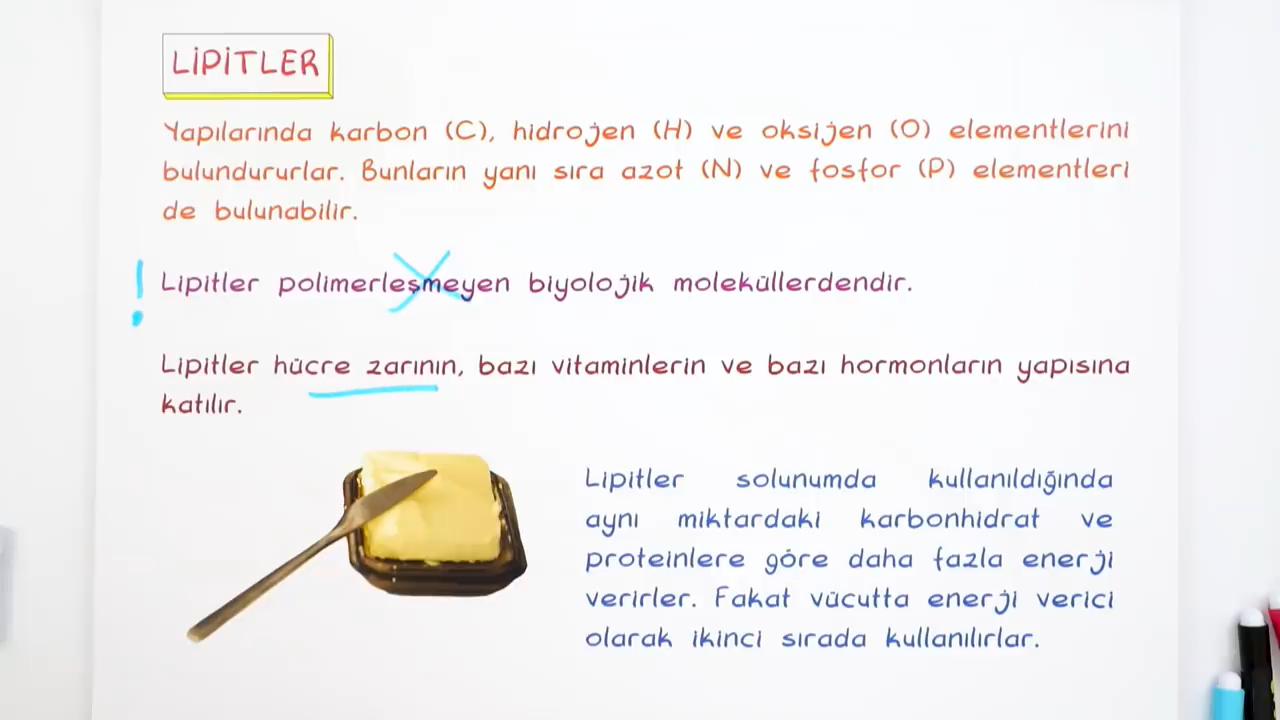 LİPİTLER
Yapılarında karbon (C), hidrojen (H) ve oksijen (O) elementlerini
bulundururlar. Bunların yanı sıra azot (N) ve fosfor (P) elementleri
de bulunabilir.
! Lipitler polimerleşmeyen biyolojik moleküllerdendir.
Lipitler hücre zarının, bazı vitaminlerin ve bazı hormonların yapısına
katılır.
Lipitler solunumda kullanıldığında
aynı miktardaki karbonhidrat ve
proteinlere göre daha fazla enerji
verirler. Fakat vücutta enerji verici
olarak ikinci sırada kullanılırlar.